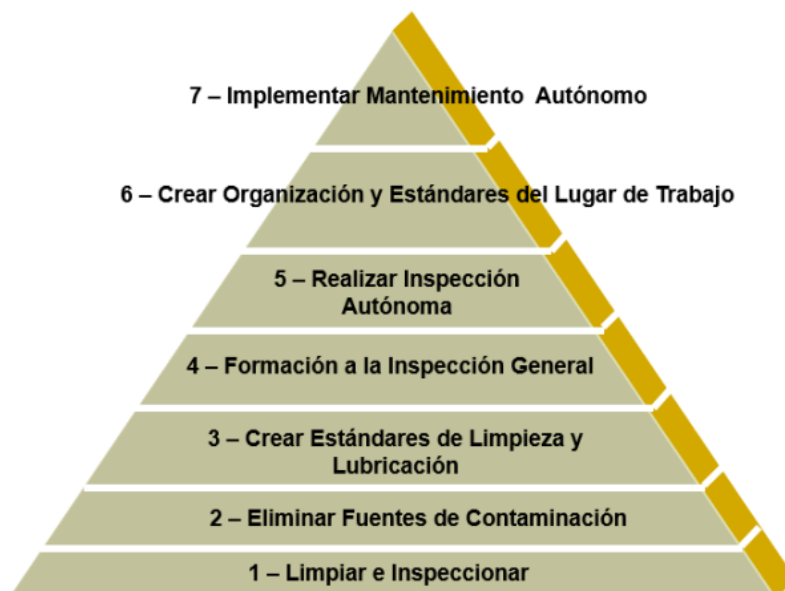 7 – Implementar Mantenimiento Autónomo
6 – Crear Organización y Estándares del Lugar de Trabajo
5 – Realizar Inspección
Autónoma
4 – Formación a la Inspección General
3 – Crear Estándares de Limpieza y
Lubricación
2 – Eliminar Fuentes de Contaminación
1 – Limpiar e Inspeccionar